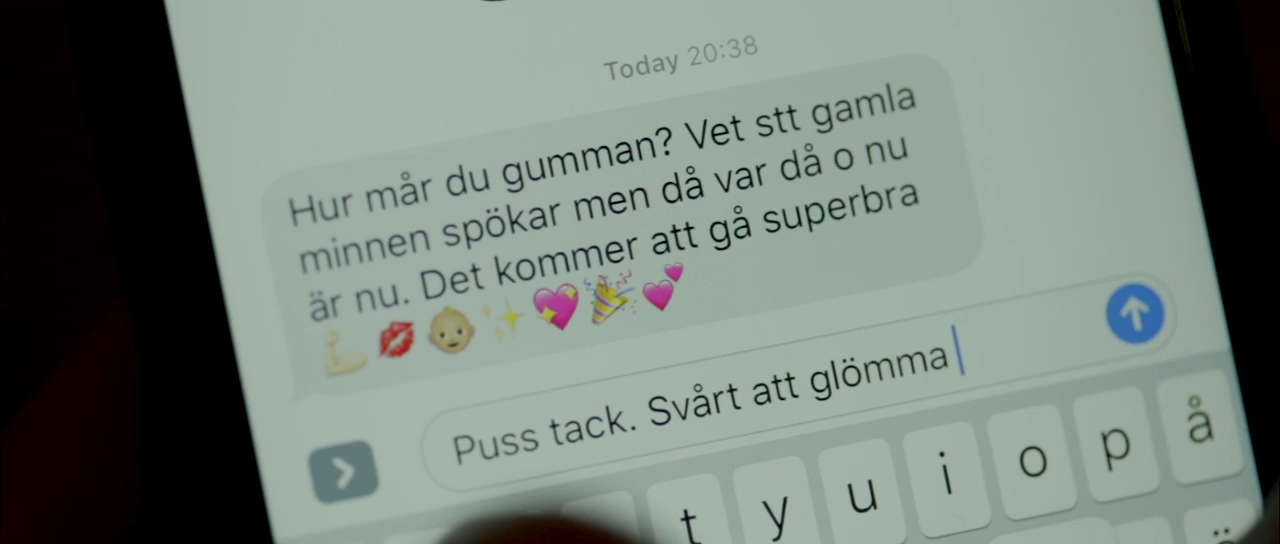 Today 20:38
Hur mår du gumman? Vet stt gamla
minnen spökar men då var då o nu
är nu. Det kommer att gå superbra
💪🏼💋👶🏼✨💖🎉💕
Puss tack. Svårt att glömma
t y u i o p å